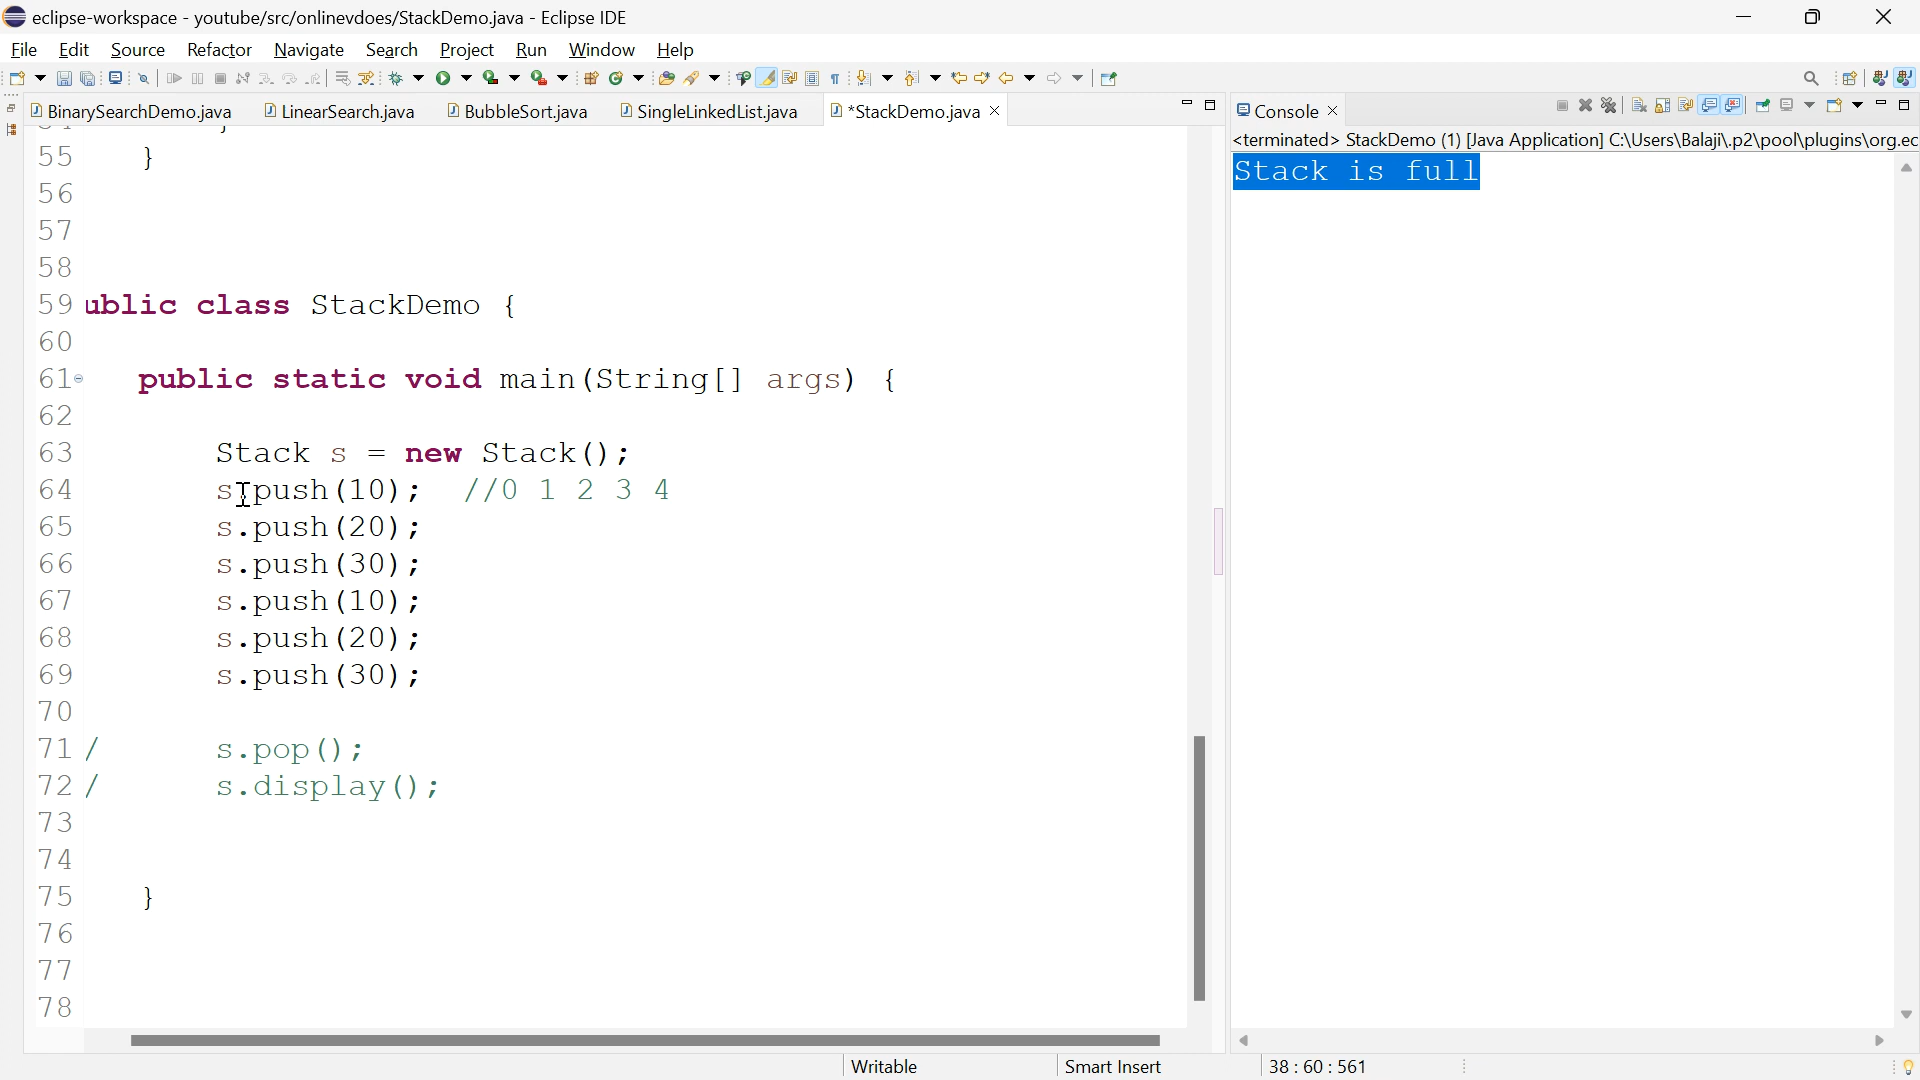 eclipse-workspace - youtube/src/onlinevdoes/StackDemo.java - Eclipse IDE
File Edit Source Refactor Navigate Search Project Run Window Help
BinarySearchDemo.java LinearSearch.java BubbleSort.java SingleLinkedList.java *StackDemo.java
Console
<terminated> StackDemo (1) [Java Application] C:\Users\Balaji\.p2\pool\plugins\org.ec
Stack is full
55 }
56
57
58
59 ublic class StackDemo {
60
61 public static void main(String[] args) {
62
63 Stack s = new Stack();
64 s.push(10); //0 1 2 3 4
65 s.push(20);
66 s.push(30);
67 s.push(10);
68 s.push(20);
69 s.push(30);
70
71 / s.pop();
72 / s.display();
73
74
75 }
76
77
78
Writable Smart Insert 38 : 60 : 561